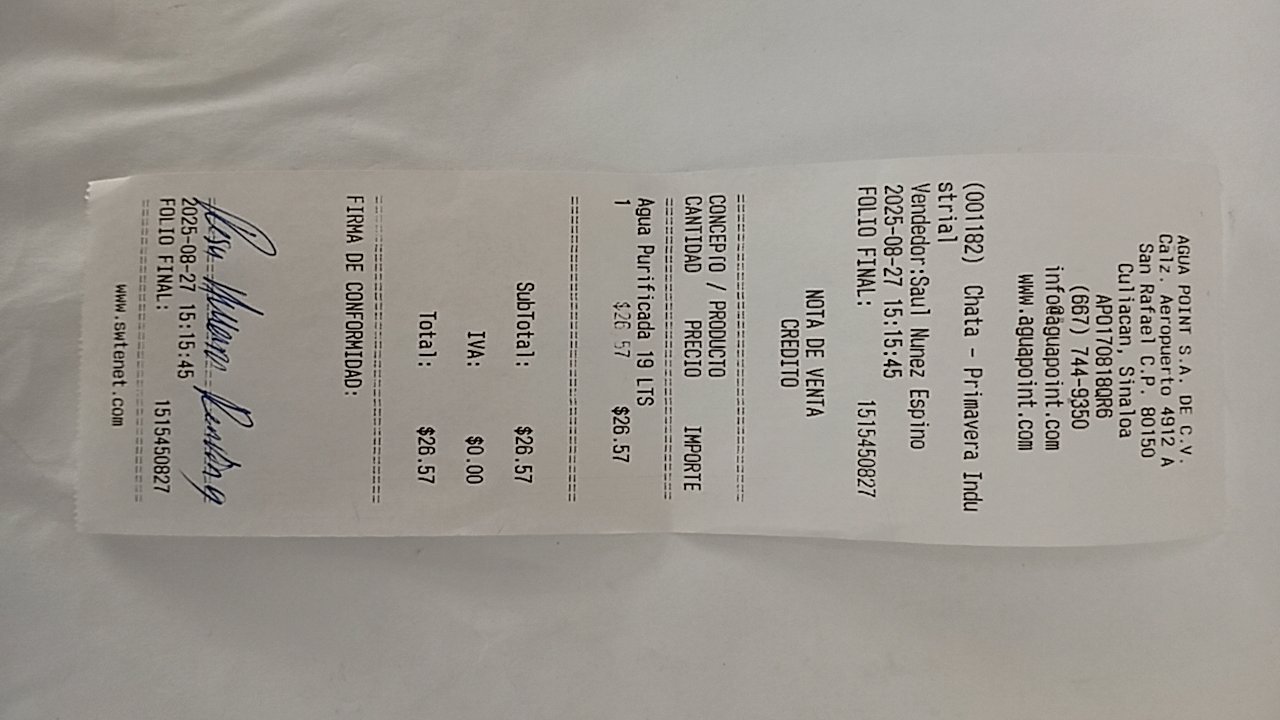 AGUA POINT S.A. DE C.V.
Calz. Aeropuerto 4912 A
San Rafael C.P. 80150
Culiacan, Sinaloa
APO170818QR6
(667) 744-9350
info@aguapoint.com
www.aguapoint.com
(001182) Chata - Primavera Indu
strial
Vendedor:Saul Nunez Espino
2025-08-27 15:15:45
FOLIO FINAL: 1515450827
NOTA DE VENTA
CREDITO
===============================
CONCEPTO / PRODUCTO
CANTIDAD PRECIO IMPORTE
===============================
Agua Purificada 19 LTS
1 $26.57 $26.57
===============================
SubTotal: $26.57
IVA: $0.00
Total: $26.57
===============================
FIRMA DE CONFORMIDAD:
2025-08-27 15:15:45
FOLIO FINAL: 1515450827
===============================
www.swtenet.com